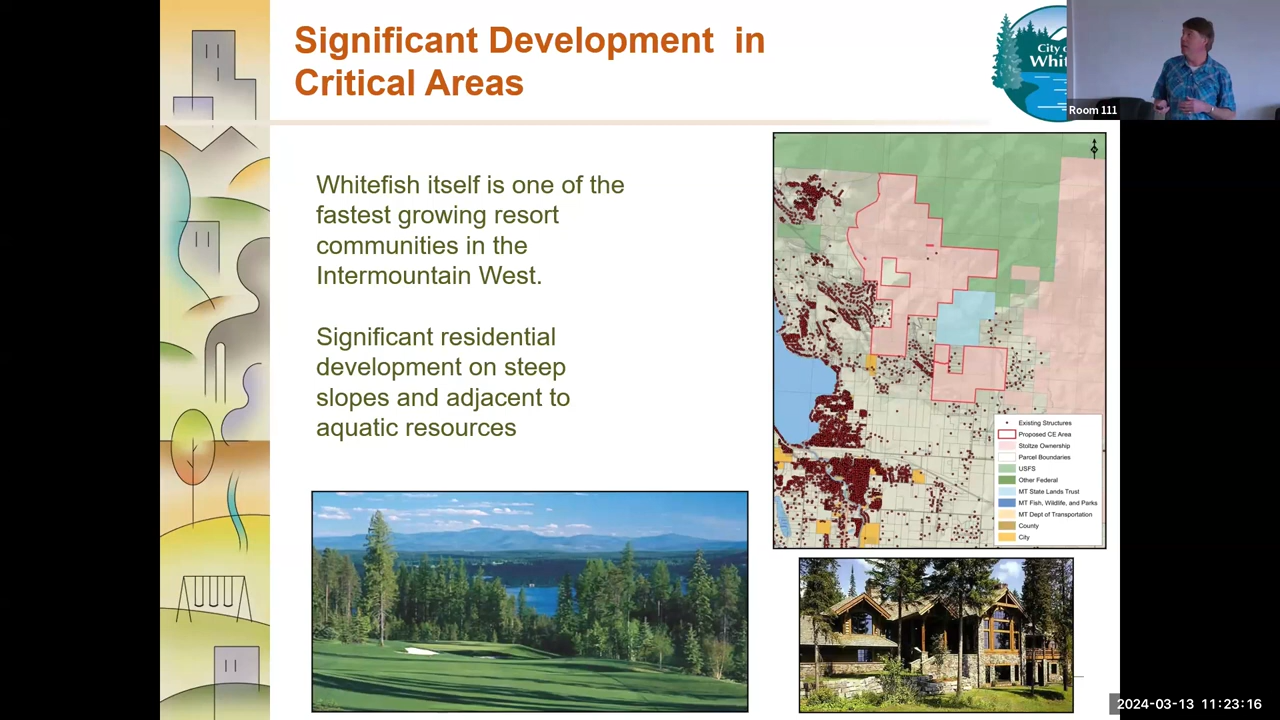 Significant Development in
Critical Areas
City o
Whit
Room 111
Whitefish itself is one of the
fastest growing resort
communities in the
Intermountain West.
Significant residential
development on steep
slopes and adjacent to
aquatic resources
Existing Structures
Proposed CE Area
Stoltze Ownership
Parcel Boundaries
USFS
Other Federal
MT State Lands Trust
MT Fish, Wildlife, and Parks
MT Dept of Transportation
County
City
2024-03-13 11:23:16